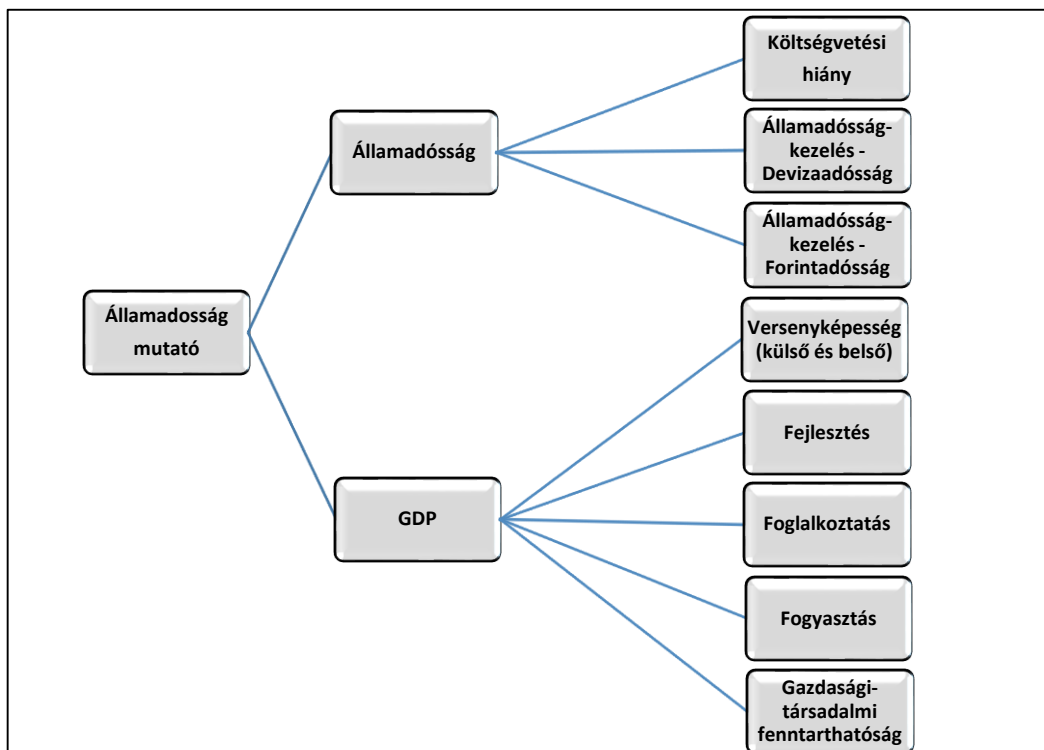 Költségvetési
hiány
Államadósság
Államadósság-
kezelés -
Devizaadósság
Államadósság-
kezelés -
Forintadósság
Államadosság
mutató
Versenyképesség
(külső és belső)
Fejlesztés
GDP
Foglalkoztatás
Fogyasztás
Gazdasági-
társadalmi
fenntarthatóság